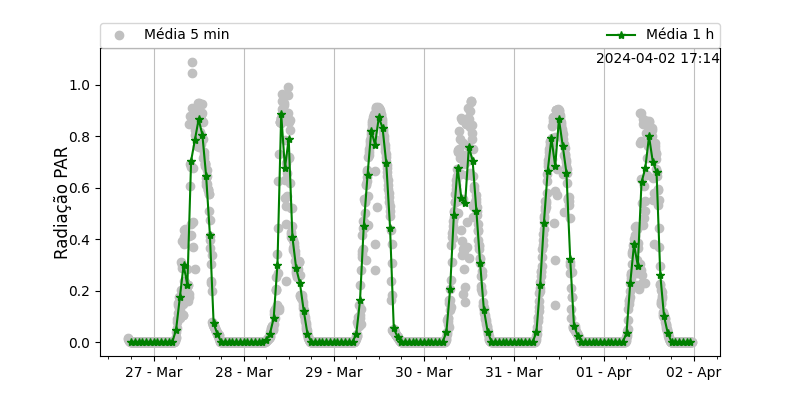 Média 5 min
Média 1 h
2024-04-02 17:14
Radiação PAR
1.0
0.8
0.6
0.4
0.2
0.0
27 - Mar
28 - Mar
29 - Mar
30 - Mar
31 - Mar
01 - Apr
02 - Apr